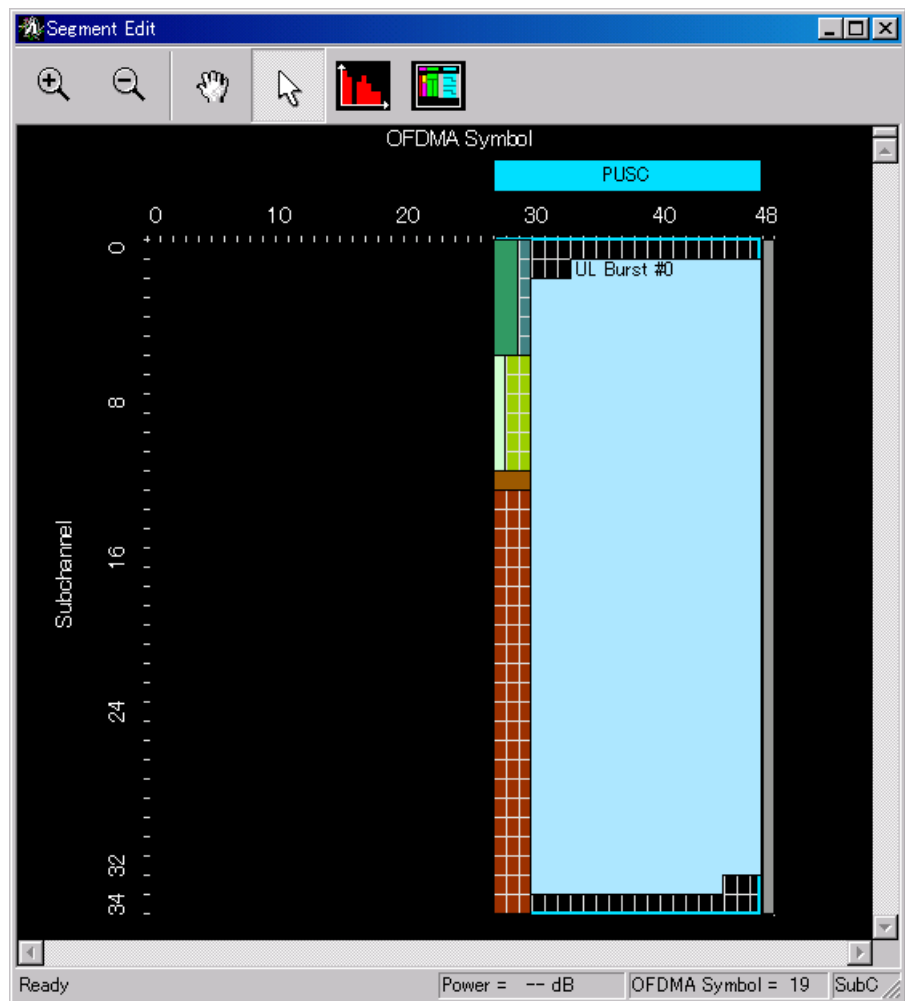 Segment Edit
OFDMA Symbol
PUSC
0 10 20 30 40 48
0
UL Burst #0
8
16
Subchannel
24
32
34
Ready Power = -- dB OFDMA Symbol = 19 SubC